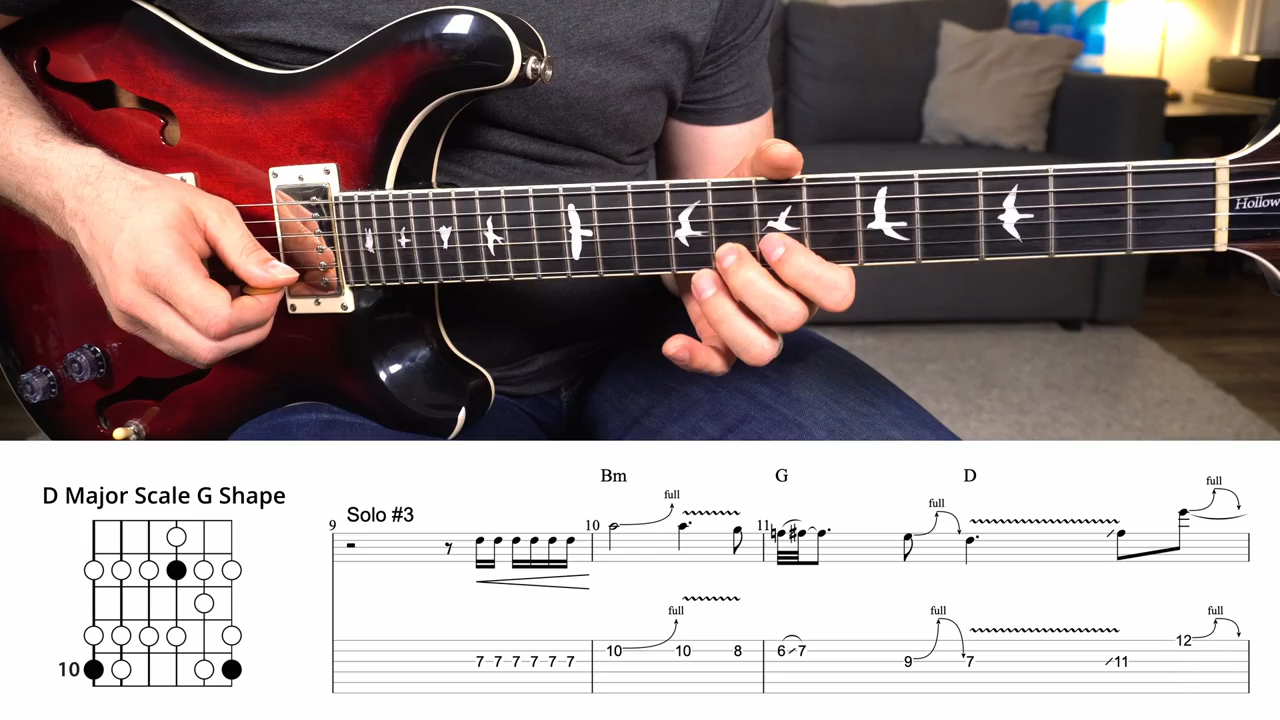 Hollow
D Major Scale G Shape
10
Bm
G
D
9
Solo #3
10
full
11
full
full
full
full
full
7 7 7 7 7 7
10
10
8
6 7
9
7
11
12